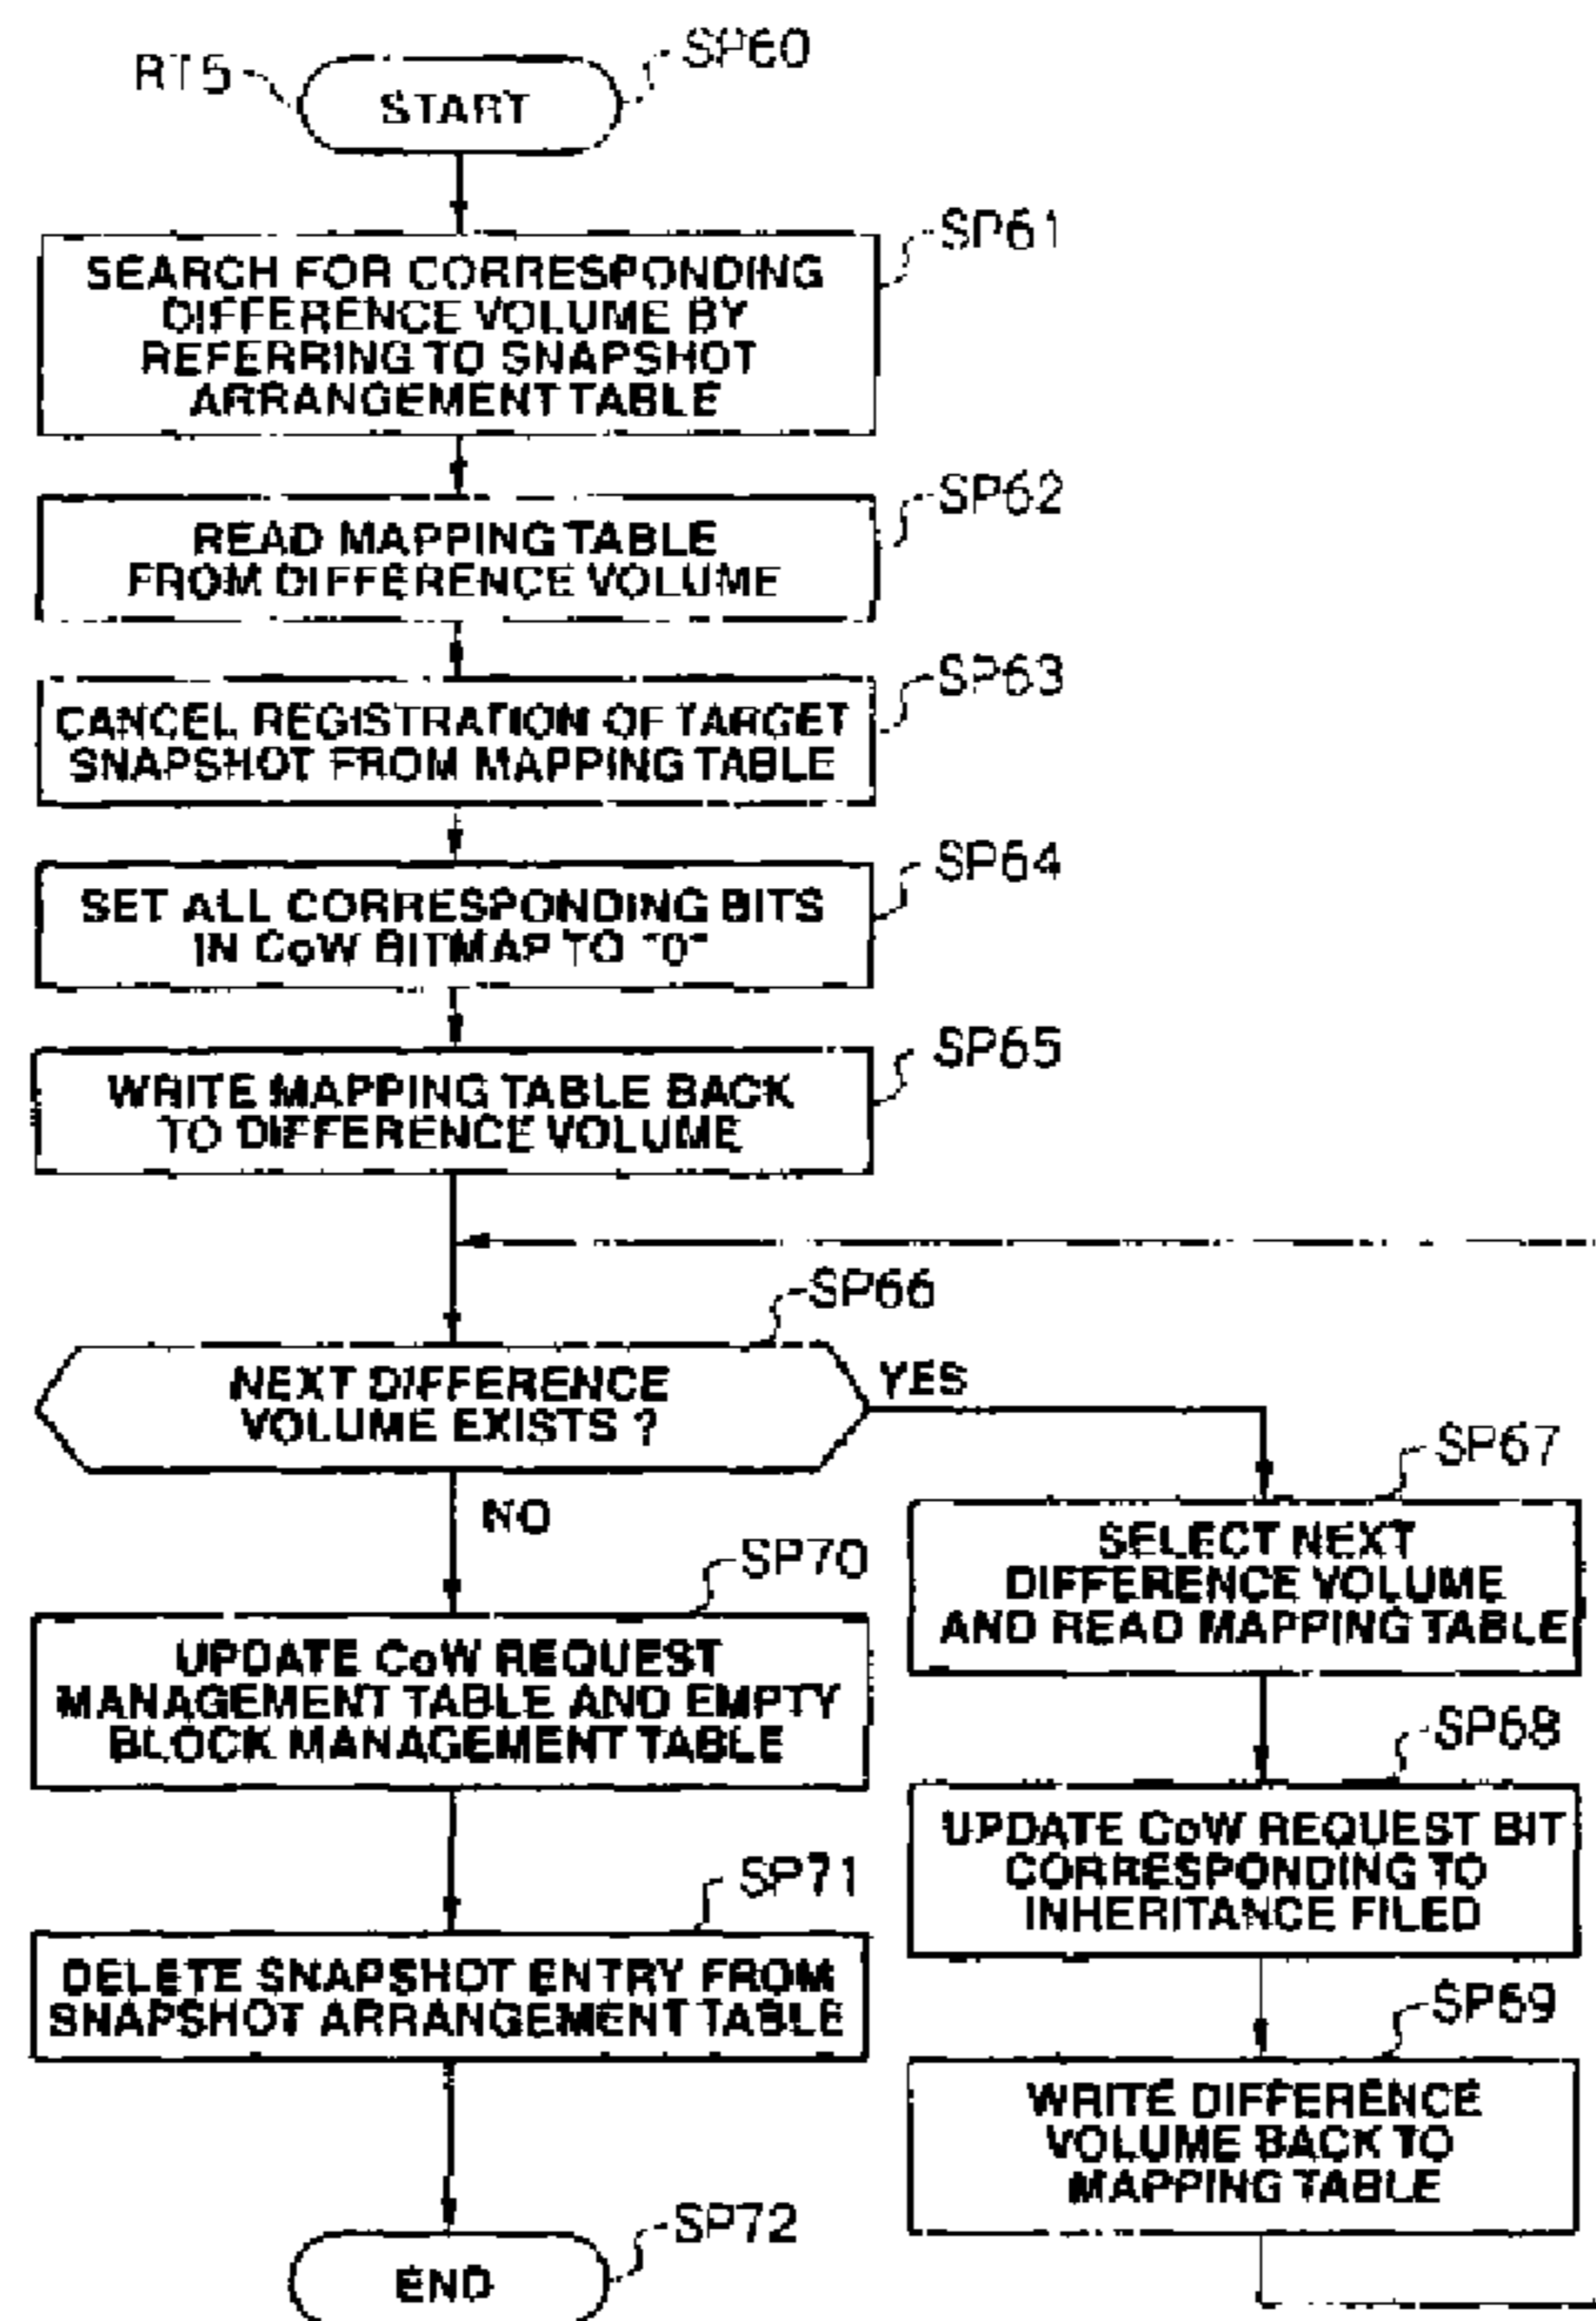 RT5
SP60
START
SP61
SEARCH FOR CORRESPONDING
DIFFERENCE VOLUME BY
REFERRING TO SNAPSHOT
ARRANGEMENT TABLE
SP62
READ MAPPING TABLE
FROM DIFFERENCE VOLUME
SP63
CANCEL REGISTRATION OF TARGET
SNAPSHOT FROM MAPPING TABLE
SP64
SET ALL CORRESPONDING BITS
IN CoW BITMAP TO "0"
SP65
WRITE MAPPING TABLE BACK
TO DIFFERENCE VOLUME
SP66
NEXT DIFFERENCE
VOLUME EXISTS ?
YES
NO
SP67
SELECT NEXT
DIFFERENCE VOLUME
AND READ MAPPING TABLE
SP68
UPDATE CoW REQUEST BIT
CORRESPONDING TO
INHERITANCE FILED
SP69
WRITE DIFFERENCE
VOLUME BACK TO
MAPPING TABLE
SP70
UPDATE CoW REQUEST
MANAGEMENT TABLE AND EMPTY
BLOCK MANAGEMENT TABLE
SP71
DELETE SNAPSHOT ENTRY FROM
SNAPSHOT ARRANGEMENT TABLE
SP72
END